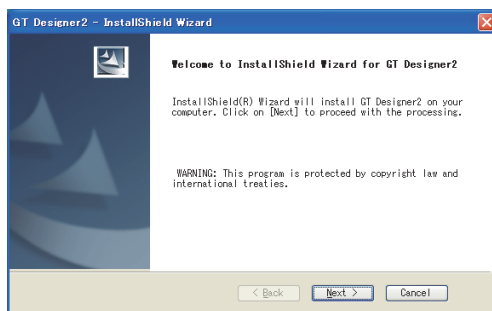 GT Designer2 - InstallShield Wizard
Welcome to InstallShield Wizard for GT Designer2
InstallShield(R) Wizard will install GT Designer2 on your
computer. Click on [Next] to proceed with the processing.
WARNING: This program is protected by copyright law and
international treaties.
< Back Next > Cancel